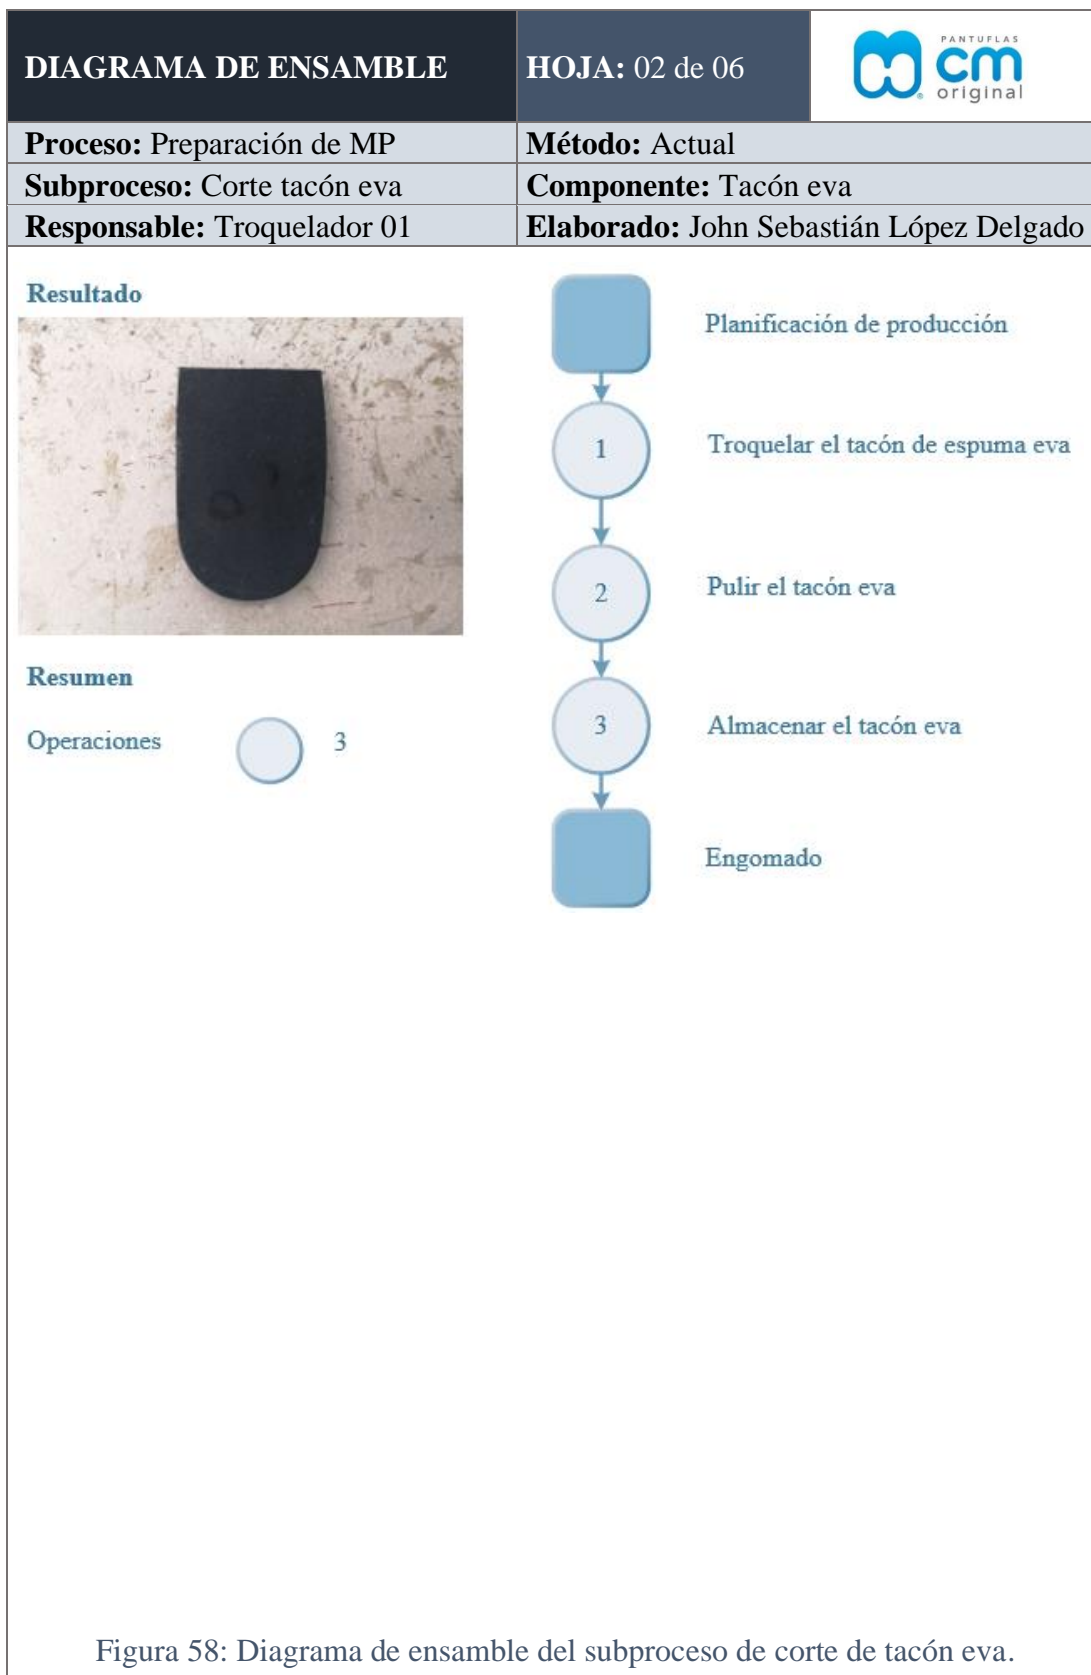 DIAGRAMA DE ENSAMBLE
HOJA: 02 de 06
PANTUFLAS
cm
original
Proceso: Preparación de MP
Método: Actual
Subproceso: Corte tacón eva
Componente: Tacón eva
Responsable: Troquelador 01
Elaborado: John Sebastián López Delgado
Resultado
Planificación de producción
1
Troquelar el tacón de espuma eva
2
Pulir el tacón eva
Resumen
Operaciones
3
3
Almacenar el tacón eva
Engomado
Figura 58: Diagrama de ensamble del subproceso de corte de tacón eva.